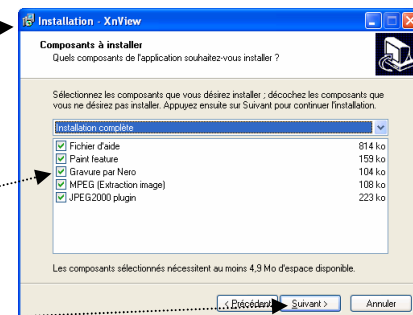 Installation - XnView
Composants à installer
Quels composants de l'application souhaitez-vous installer ?
Sélectionnez les composants que vous désirez installer ; décochez les composants que
vous ne désirez pas installer. Appuyez ensuite sur Suivant pour continuer l'installation.
Installation complète
Fichier d'aide 814 ko
Paint feature 159 ko
Gravure par Nero 104 ko
MPEG (Extraction image) 108 ko
JPEG2000 plugin 223 ko
Les composants sélectionnés nécessitent au moins 4,9 Mo d'espace disponible.
< Précédent Suivant > Annuler